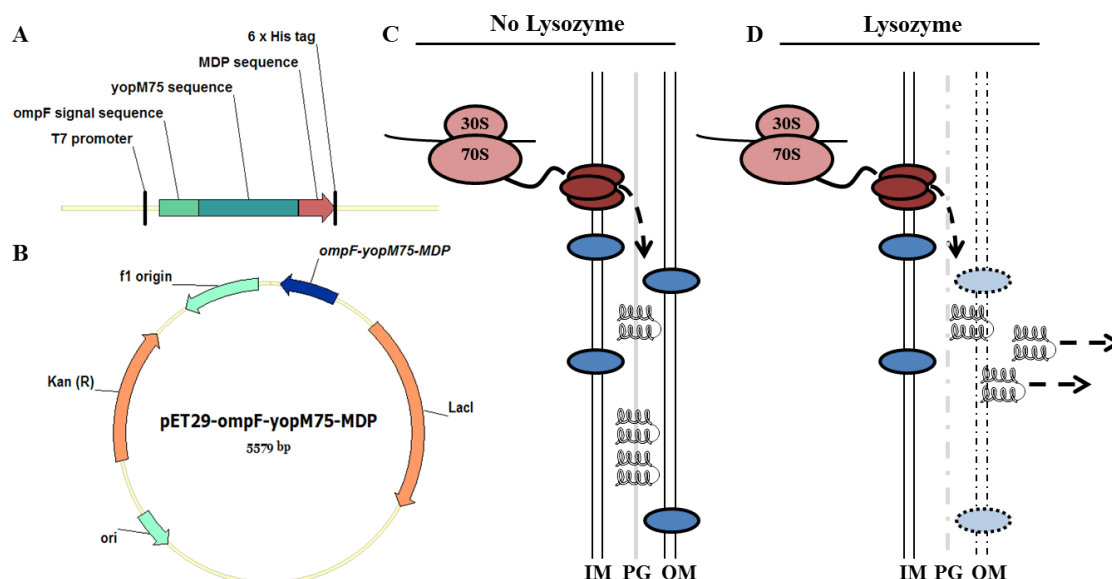 A
6 x His tag
MDP sequence
yopM75 sequence
ompF signal sequence
T7 promoter
B
ompF-yopM75-MDP
f1 origin
Kan (R)
LacI
pET29-ompF-yopM75-MDP
5579 bp
ori
C
No Lysozyme
30S
70S
IM PG OM
D
Lysozyme
30S
70S
IM PG OM